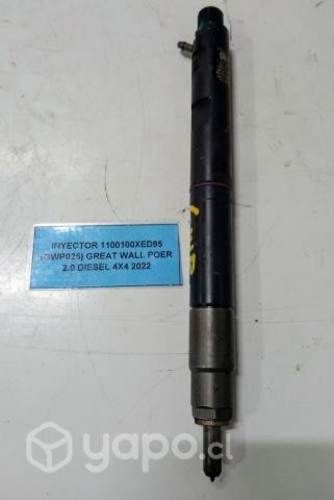 INYECTOR 1100100XED95
(GWP025) GREAT WALL POER
2.0 DIESEL 4X4 2022
yapo.cl